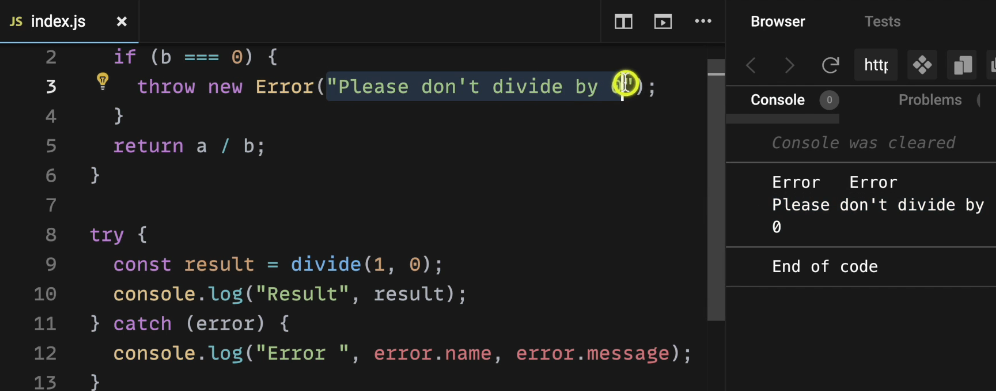 JS index.js ×
2 if (b === 0) {
3 throw new Error("Please don't divide by 0");
4 }
5 return a / b;
6 }
7
8 try {
9 const result = divide(1, 0);
10 console.log("Result", result);
11 } catch (error) {
12 console.log("Error ", error.name, error.message);
13 }
Browser Tests
http
Console 0 Problems
Console was cleared
Error Error
Please don't divide by
0
End of code